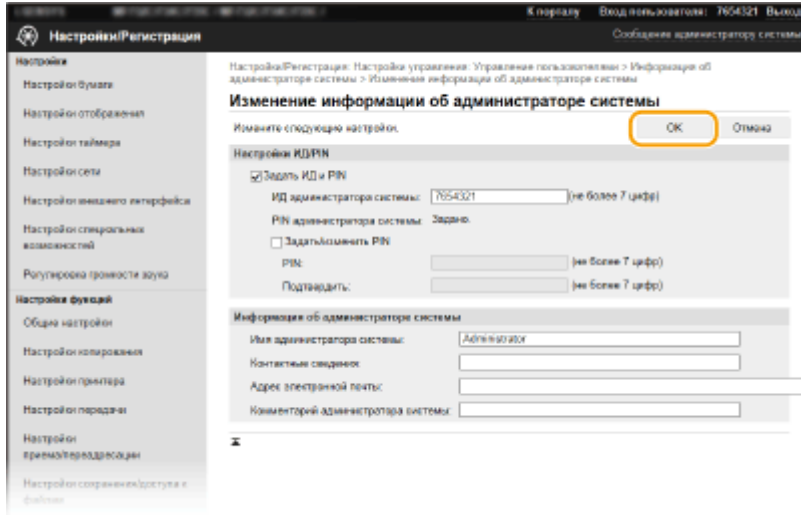 К порталу Вход пользователя: 7654321 Выход
Настройки/Регистрация
Сообщение администратору системы
Настройки
Настройки бумаги
Настройки отображения
Настройки таймера
Настройки сети
Настройки внешнего интерфейса
Настройки специальных
возможностей
Регулировка громкости звука
Настройки функций
Общие настройки
Настройки копирования
Настройки принтера
Настройки передачи
Настройки
приема/переадресации
Настройки сохранения/доступа к
файлам
Настройка/Регистрация: Настройки управления: Управление пользователями > Информация об
администраторе системы > Изменение информации об администраторе системы
Изменение информации об администраторе системы
Измените следующие настройки.
OK Отмена
Настройки ИД/PIN
Задать ИД и PIN
ИД администратора системы: 7654321 (не более 7 цифр)
PIN администратора системы: Задано.
Задать/изменить PIN
PIN: (не более 7 цифр)
Подтвердить: (не более 7 цифр)
Информация об администраторе системы
Имя администратора системы: Administrator
Контактные сведения:
Адрес электронной почты:
Комментарий администратора системы: